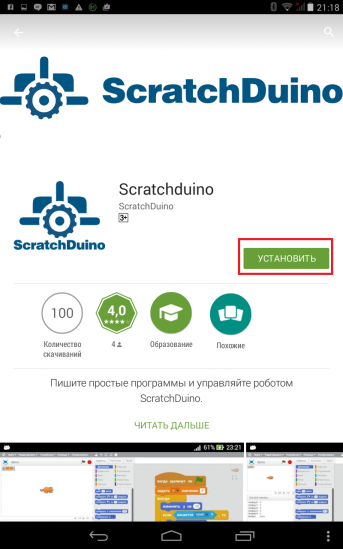 21:18
ScratchDuino
Scratchduino
ScratchDuino
3+
ScratchDuino
УСТАНОВИТЬ
100
4,0
Количество скачиваний
4
Образование
Похожие
Пишите простые программы и управляйте роботом
ScratchDuino.
ЧИТАТЬ ДАЛЬШЕ
61% 23:21